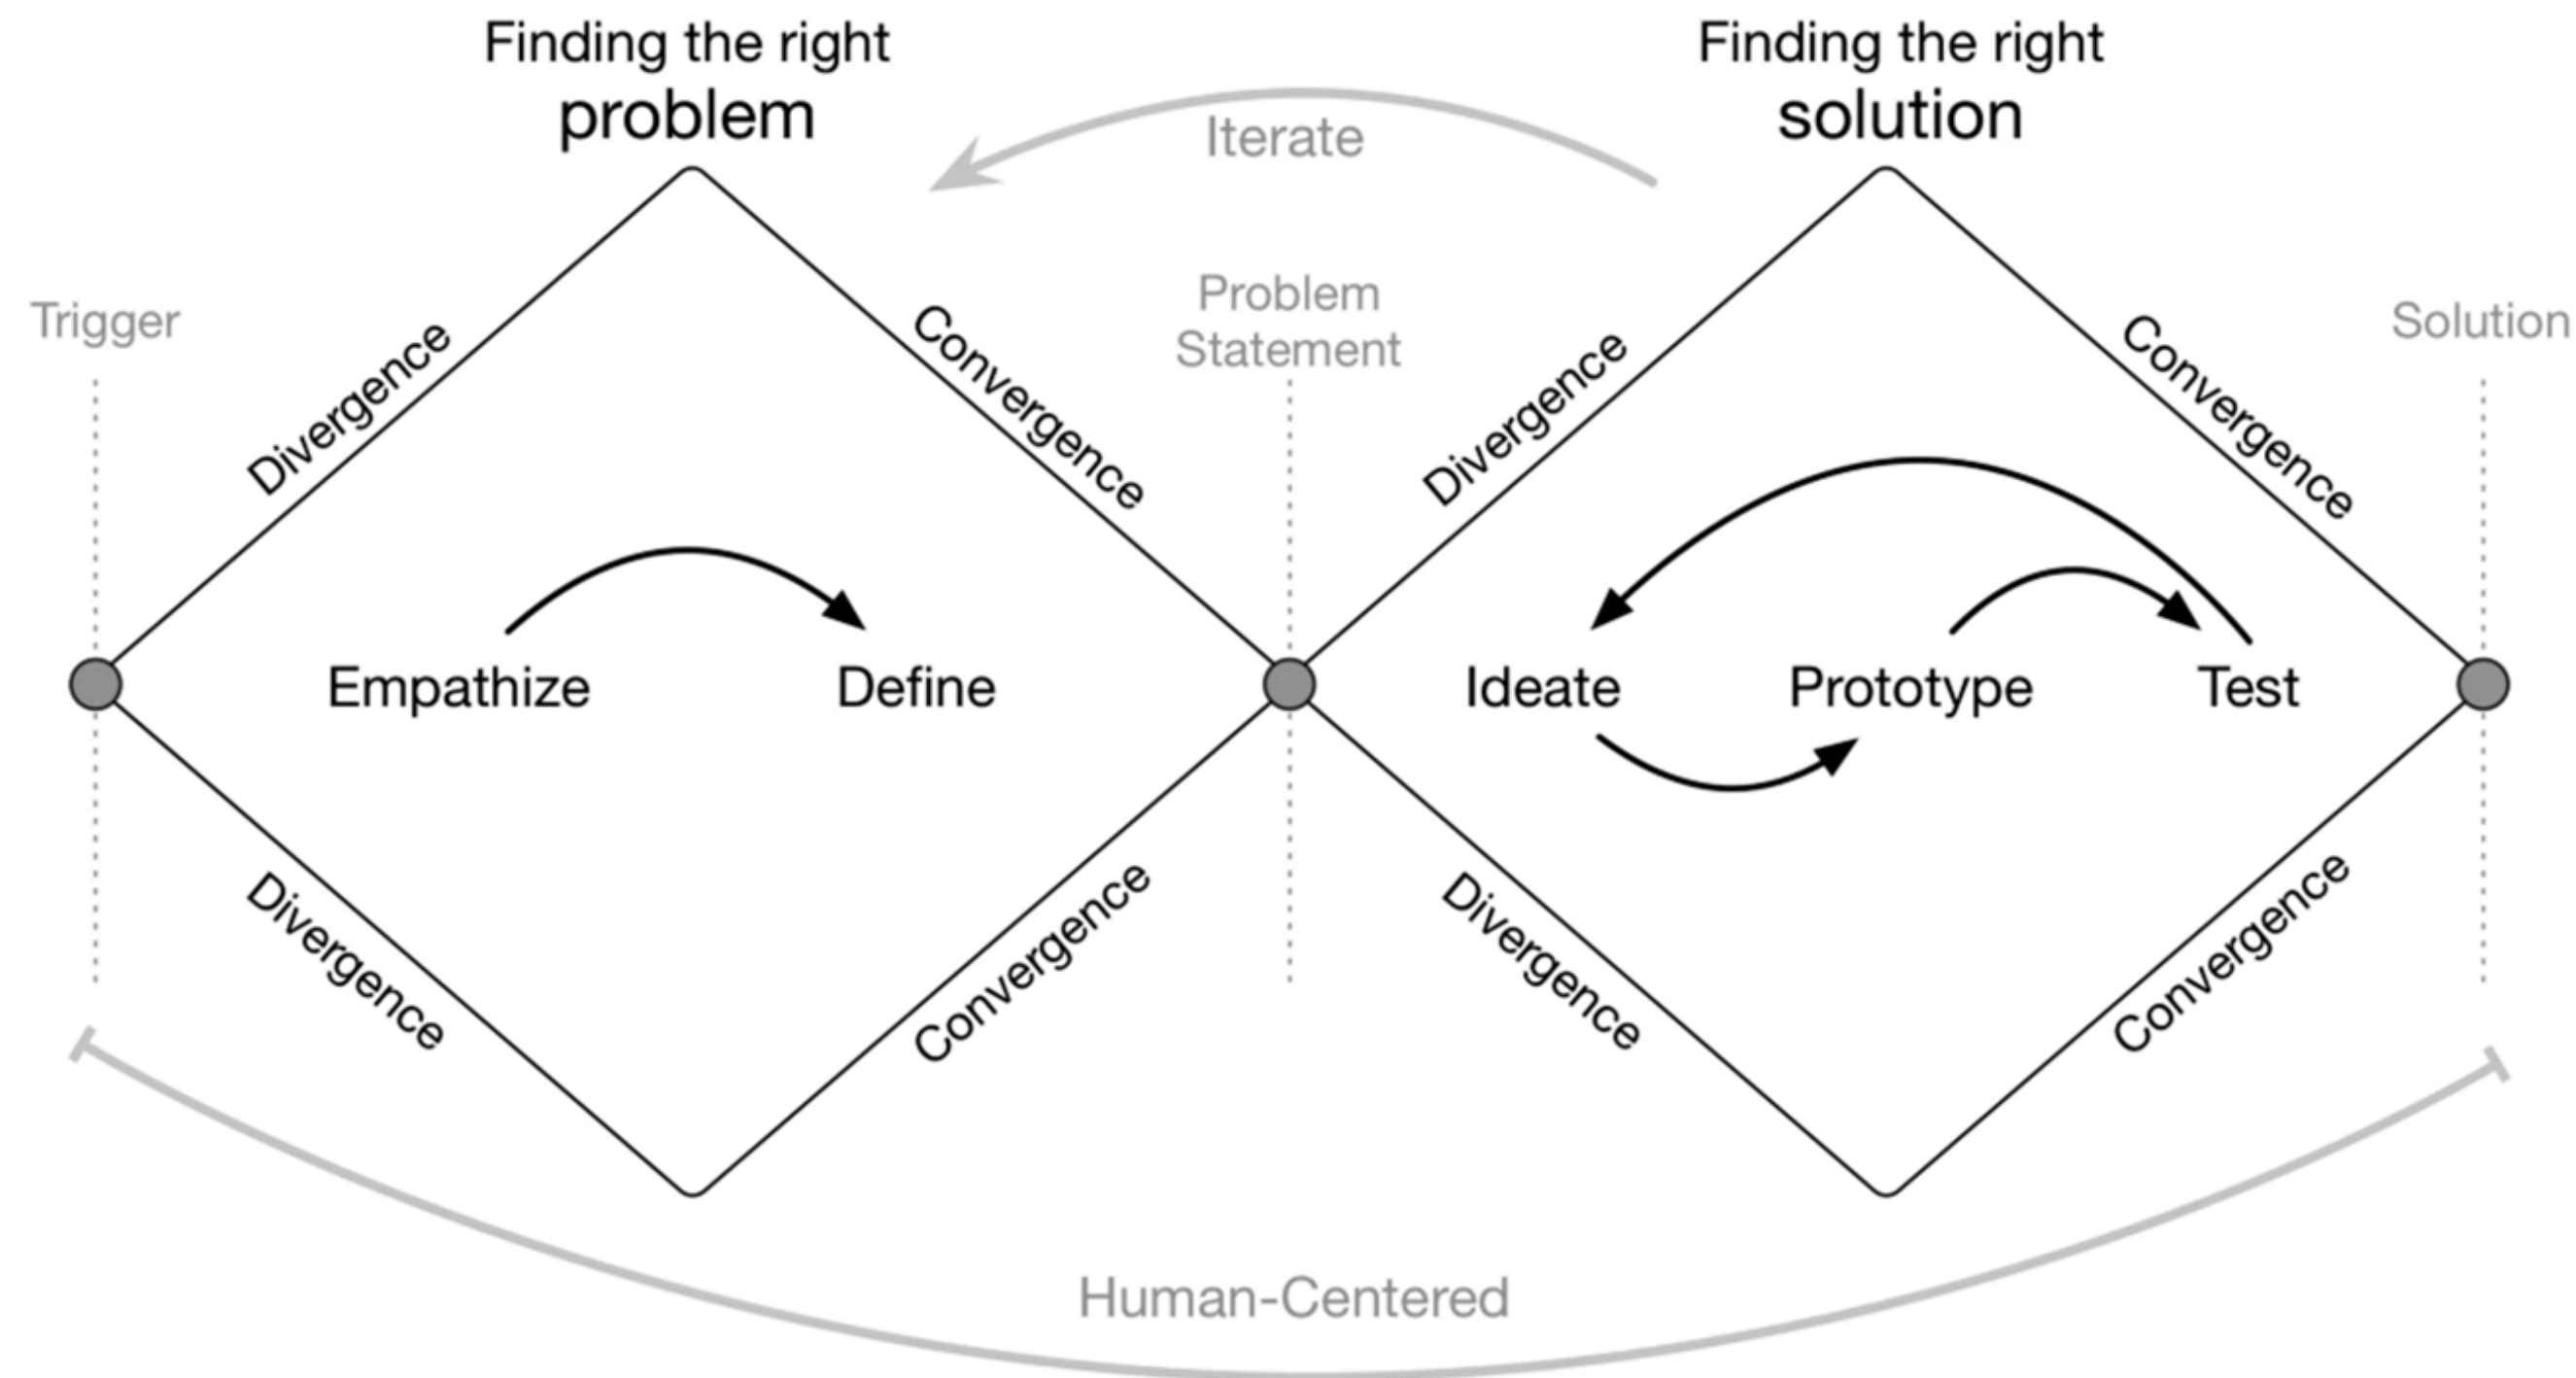 Finding the right
problem
Finding the right
solution
Iterate
Trigger
Problem
Statement
Solution
Divergence
Convergence
Divergence
Convergence
Empathize
Define
Ideate
Prototype
Test
Divergence
Convergence
Divergence
Convergence
Human-Centered